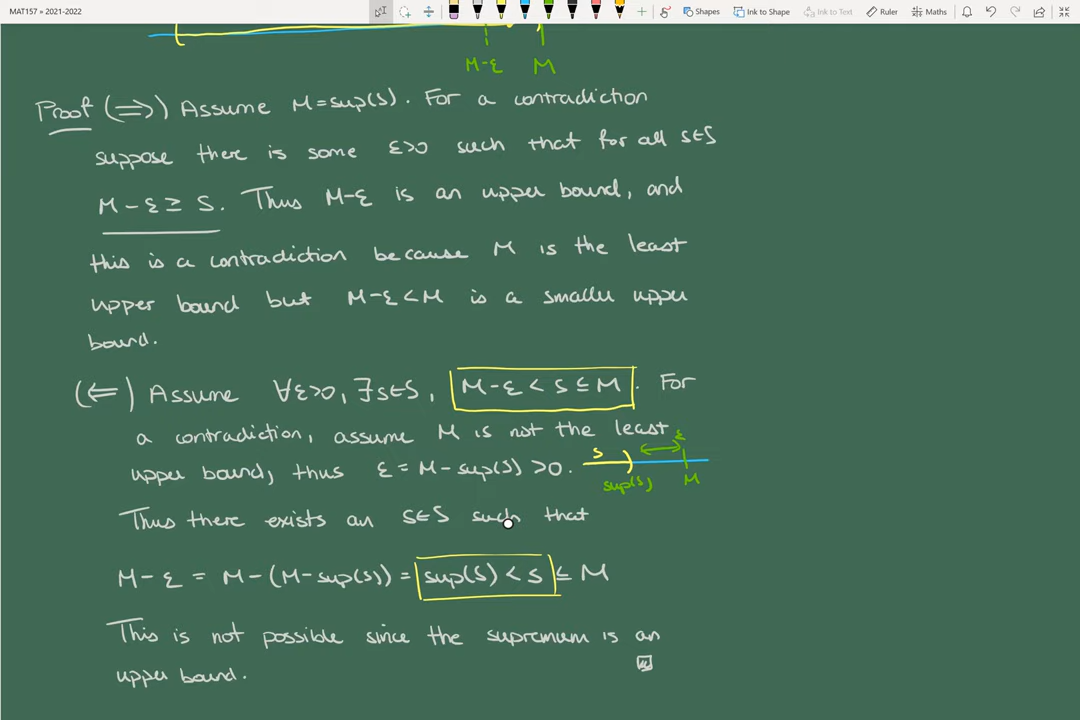 MAT157 » 2021-2022
Shapes
Ink to Shape
Ink to Text
Ruler
Maths
M-ε M
Proof (⟹) Assume M=sup(S). For a contradiction
suppose there is some ε>0 such that for all s∈S
M-ε≥s. Thus M-ε is an upper bound, and
this is a contradiction because M is the least
upper bound but M-ε<M is a smaller upper
bound.
(⟸) Assume ∀ε>0, ∃s∈S, M-ε<s≤M. For
a contradiction, assume M is not the least
upper bound, thus ε=M-sup(S)>0.
S ε
sup(S) M
Thus there exists an s∈S such that
M-ε = M-(M-sup(S)) = sup(S)<s ≤ M
This is not possible since the supremum is an
upper bound.